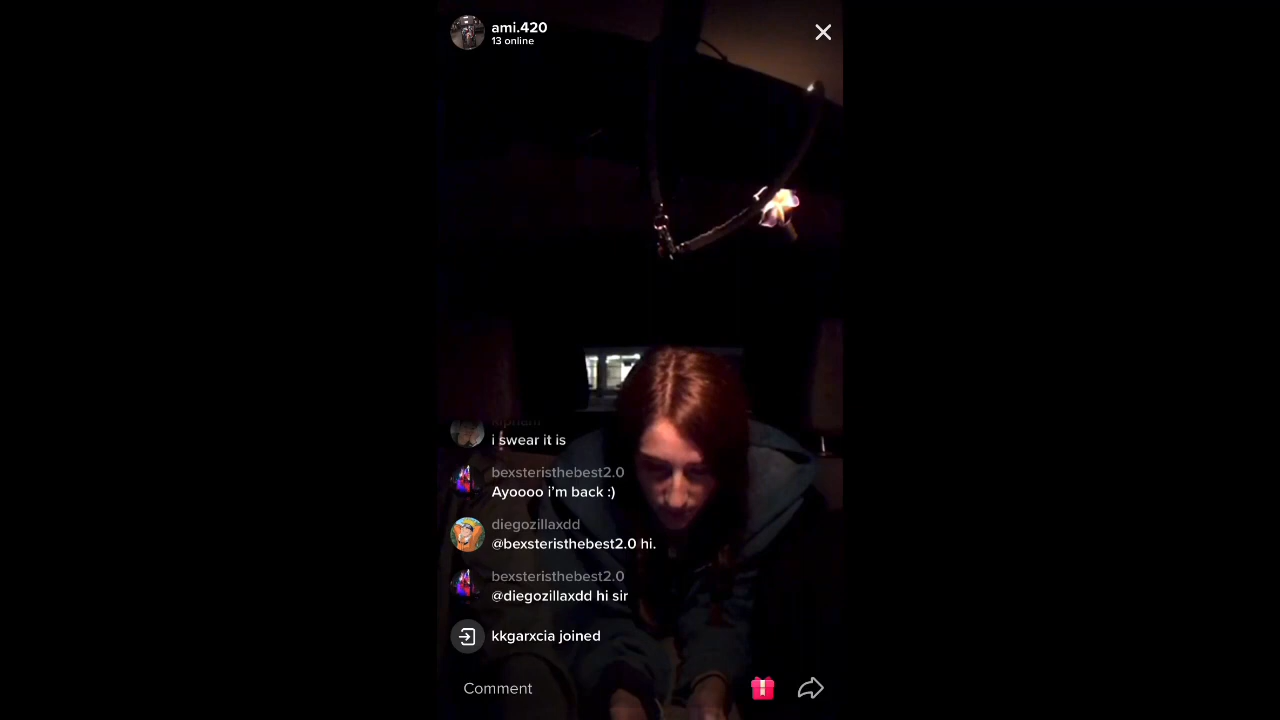 ami.420
13 online
i swear it is
bexsteristhebest2.0
Ayoooo i'm back :)
diegozillaxdd
@bexsteristhebest2.0 hi.
bexsteristhebest2.0
@diegozillaxdd hi sir
kkgarxcia joined
Comment